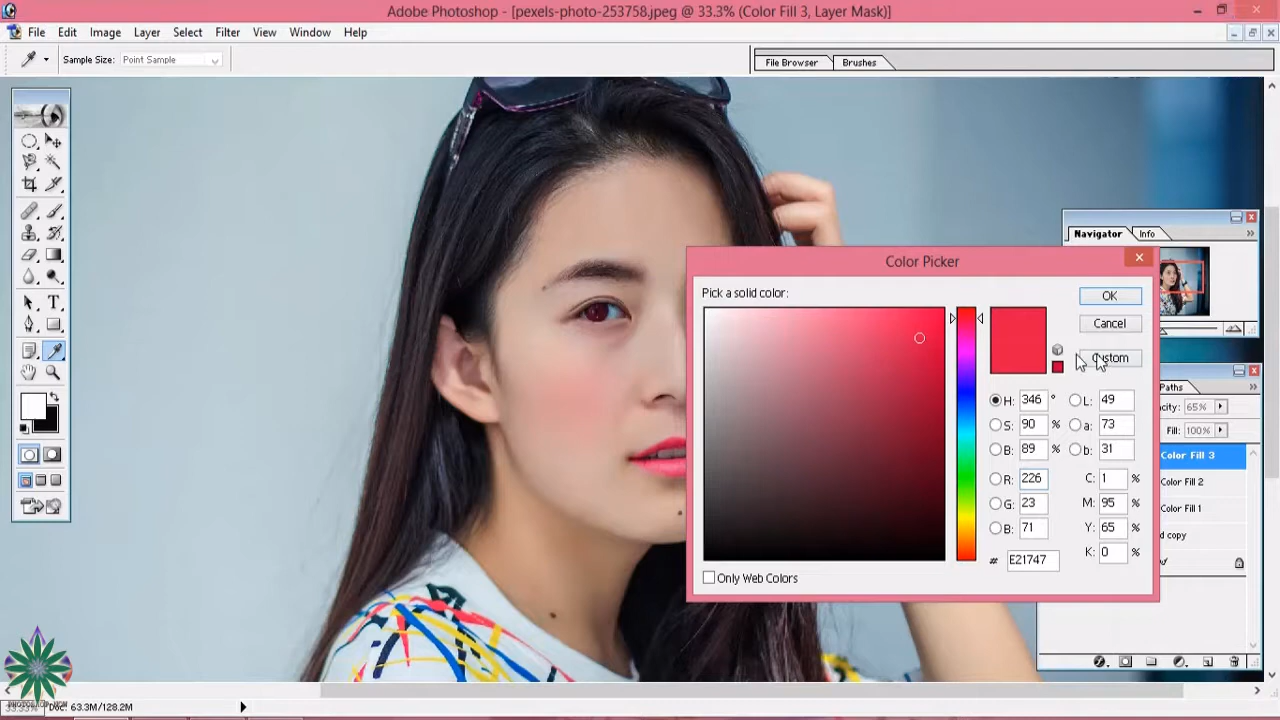 Adobe Photoshop - [pexels-photo-253758.jpeg @ 33.3% (Color Fill 3, Layer Mask)]
File Edit Image Layer Select Filter View Window Help
Sample Size: Point Sample
File Browser Brushes
Navigator Info
Color Picker
Pick a solid color:
OK
Cancel
Custom
H: 346 ° L: 49
S: 90 % a: 73
B: 89 % b: 31
R: 226 C: 1 %
G: 23 M: 95 %
B: 71 Y: 65 %
# E21747 K: 0 %
Only Web Colors
Paths
city: 65%
Fill: 100%
Color Fill 3
Color Fill 2
Color Fill 1
d copy
Doc: 63.3M/128.2M